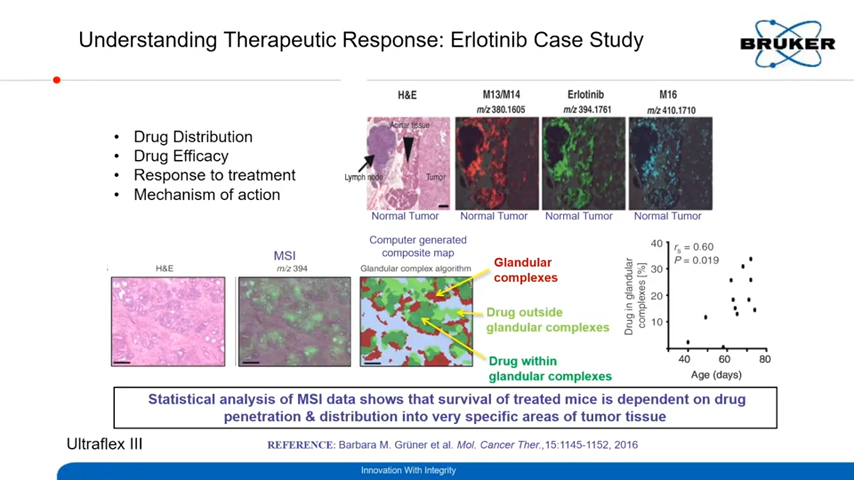 Understanding Therapeutic Response: Erlotinib Case Study
BRUKER
• Drug Distribution
• Drug Efficacy
• Response to treatment
• Mechanism of action
H&E
M13/M14
m/z 380.1605
Erlotinib
m/z 394.1761
M16
m/z 410.1710
Acinar tissue
Lymph node
Tumor
Normal Tumor
Normal Tumor
Normal Tumor
Normal Tumor
H&E
MSI
m/z 394
Computer generated
composite map
Glandular complex algorithm
Glandular
complexes
Drug outside
glandular complexes
Drug within
glandular complexes
Drug in glandular
complexes [%]
40
30
20
10
rs = 0.60
P = 0.019
40
60
80
Age (days)
Statistical analysis of MSI data shows that survival of treated mice is dependent on drug
penetration & distribution into very specific areas of tumor tissue
Ultraflex III
REFERENCE: Barbara M. Grüner et al. Mol. Cancer Ther.,15:1145-1152, 2016
Innovation With Integrity